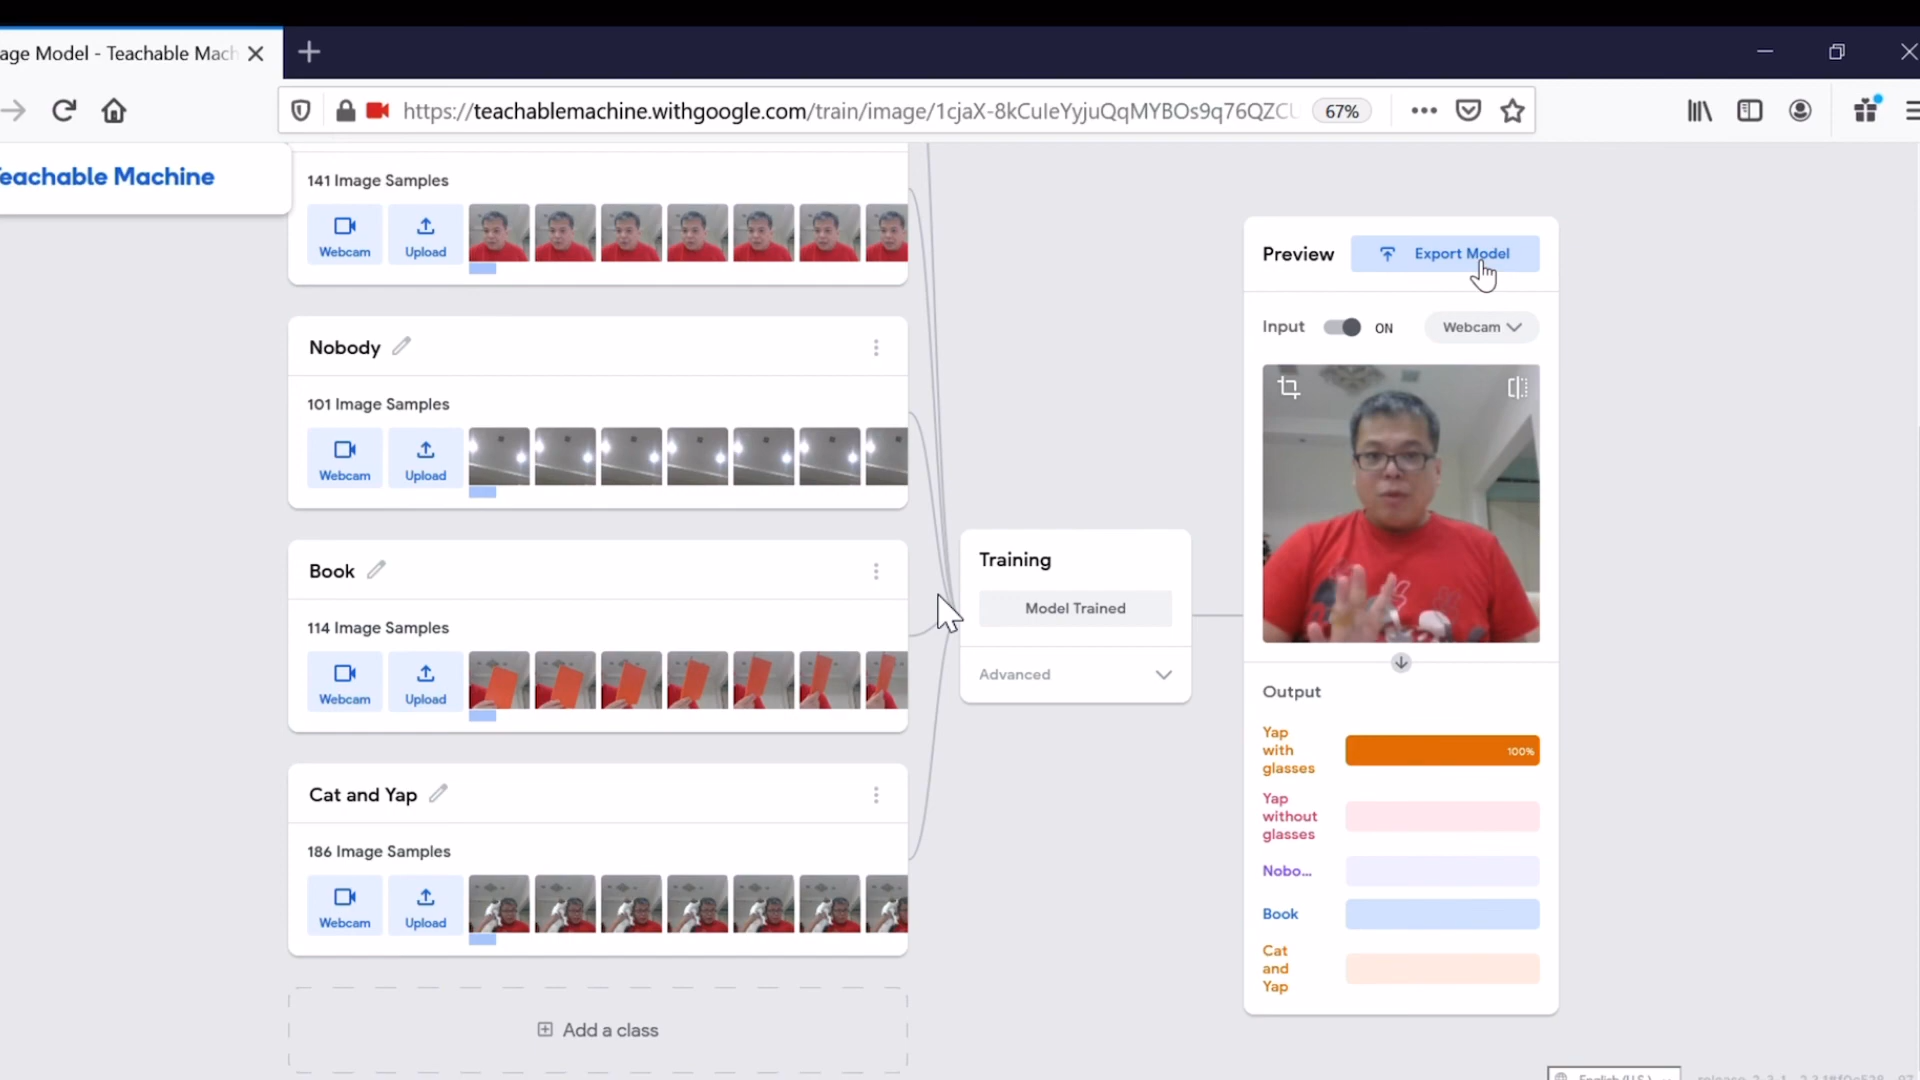 age Model - Teachable Mach
https://teachablemachine.withgoogle.com/train/image/1cjaX-8kCuIeYyjuQqMYBOs9q76QZCU
67%
Teachable Machine
141 Image Samples
Webcam
Upload
Nobody
101 Image Samples
Webcam
Upload
Book
114 Image Samples
Webcam
Upload
Cat and Yap
186 Image Samples
Webcam
Upload
Add a class
Training
Model Trained
Advanced
Preview
Export Model
Input
ON
Webcam
Output
Yap
with
glasses
100%
Yap
without
glasses
Nobo...
Book
Cat
and
Yap
English (U.S.)